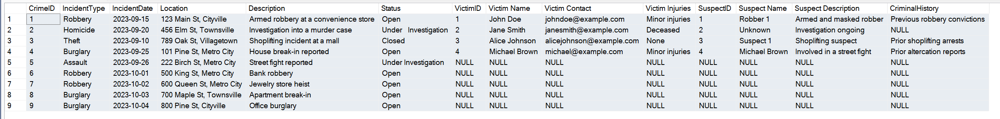 CrimeID IncidentType IncidentDate Location Description Status VictimID Victim Name Victim Contact Victim Injuries SuspectID Suspect Name Suspect Description CriminalHistory
1 1 Robbery 2023-09-15 123 Main St, Cityville Armed robbery at a convenience store Open 1 John Doe johndoe@example.com Minor injuries 1 Robber 1 Armed and masked robber Previous robbery convictions
2 2 Homicide 2023-09-20 456 Elm St, Townsville Investigation into a murder case Under Investigation 2 Jane Smith janesmith@example.com Deceased 2 Unknown Investigation ongoing NULL
3 3 Theft 2023-09-10 789 Oak St, Villagetown Shoplifting incident at a mall Closed 3 Alice Johnson alicejohnson@example.com None 3 Suspect 1 Shoplifting suspect Prior shoplifting arrests
4 4 Burglary 2023-09-25 101 Pine St, Metro City House break-in reported Open 4 Michael Brown michael@example.com Minor injuries 4 Michael Brown Involved in a street fight Prior altercation reports
5 5 Assault 2023-09-26 222 Birch St, Metro City Street fight reported Under Investigation NULL NULL NULL NULL NULL NULL NULL NULL
6 6 Robbery 2023-10-01 500 King St, Metro City Bank robbery Open NULL NULL NULL NULL NULL NULL NULL NULL
7 7 Robbery 2023-10-02 600 Queen St, Metro City Jewelry store heist Open NULL NULL NULL NULL NULL NULL NULL NULL
8 8 Burglary 2023-10-03 700 Maple St, Townsville Apartment break-in Open NULL NULL NULL NULL NULL NULL NULL NULL
9 9 Burglary 2023-10-04 800 Pine St, Cityville Office burglary Open NULL NULL NULL NULL NULL NULL NULL NULL